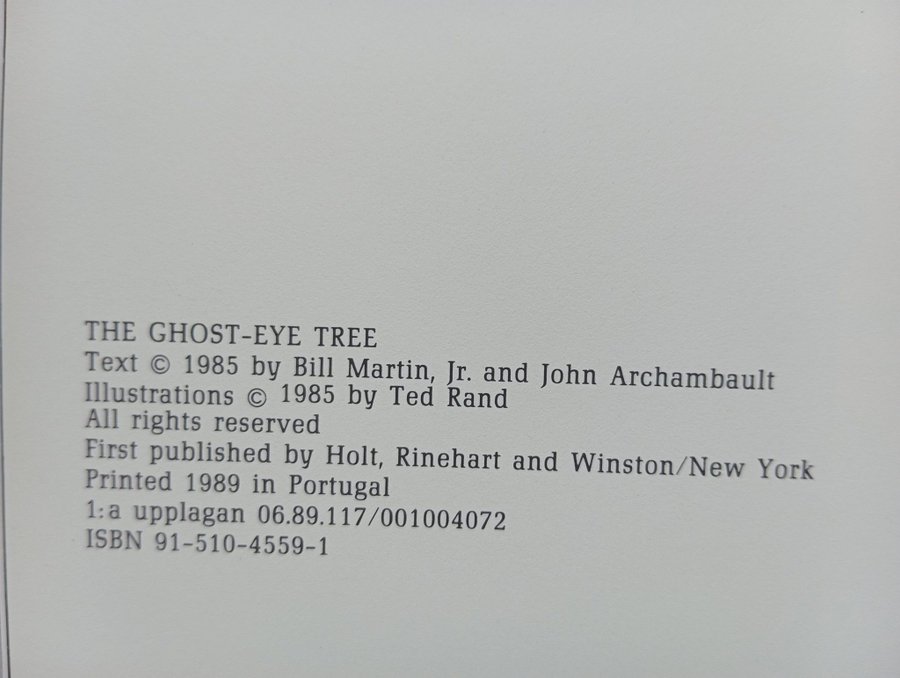 THE GHOST-EYE TREE
Text © 1985 by Bill Martin, Jr. and John Archambault
Illustrations © 1985 by Ted Rand
All rights reserved
First published by Holt, Rinehart and Winston/New York
Printed 1989 in Portugal
1:a upplagan 06.89.117/001004072
ISBN 91-510-4559-1